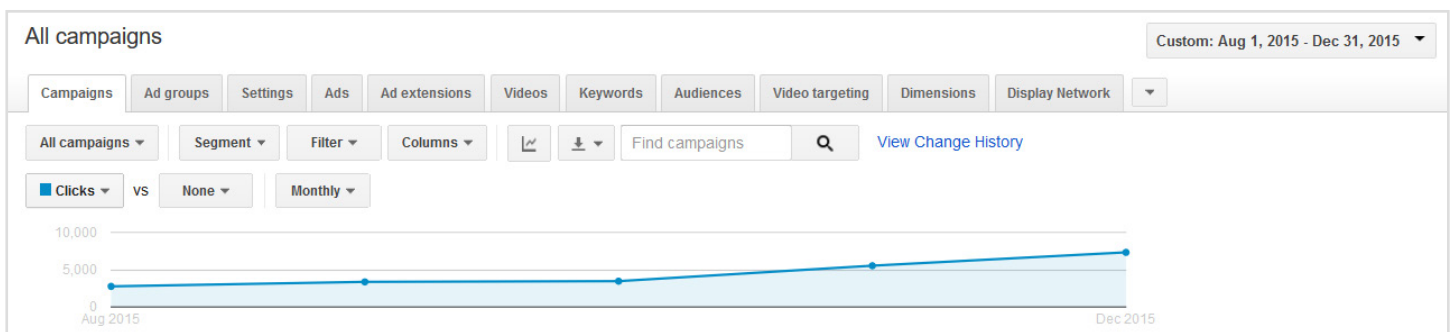 All campaigns
Custom: Aug 1, 2015 - Dec 31, 2015
Campaigns Ad groups Settings Ads Ad extensions Videos Keywords Audiences Video targeting Dimensions Display Network
All campaigns Segment Filter Columns Find campaigns View Change History
Clicks VS None Monthly
10,000
5,000
0
Aug 2015 Dec 2015